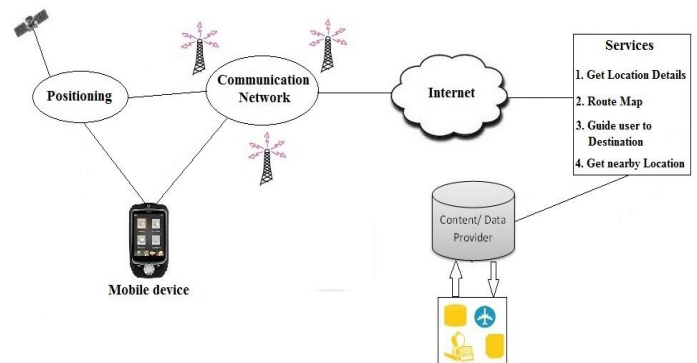 Positioning
Communication
Network
Internet
Services
1. Get Location Details
2. Route Map
3. Guide user to
Destination
4. Get nearby Location
Content/ Data
Provider
Mobile device